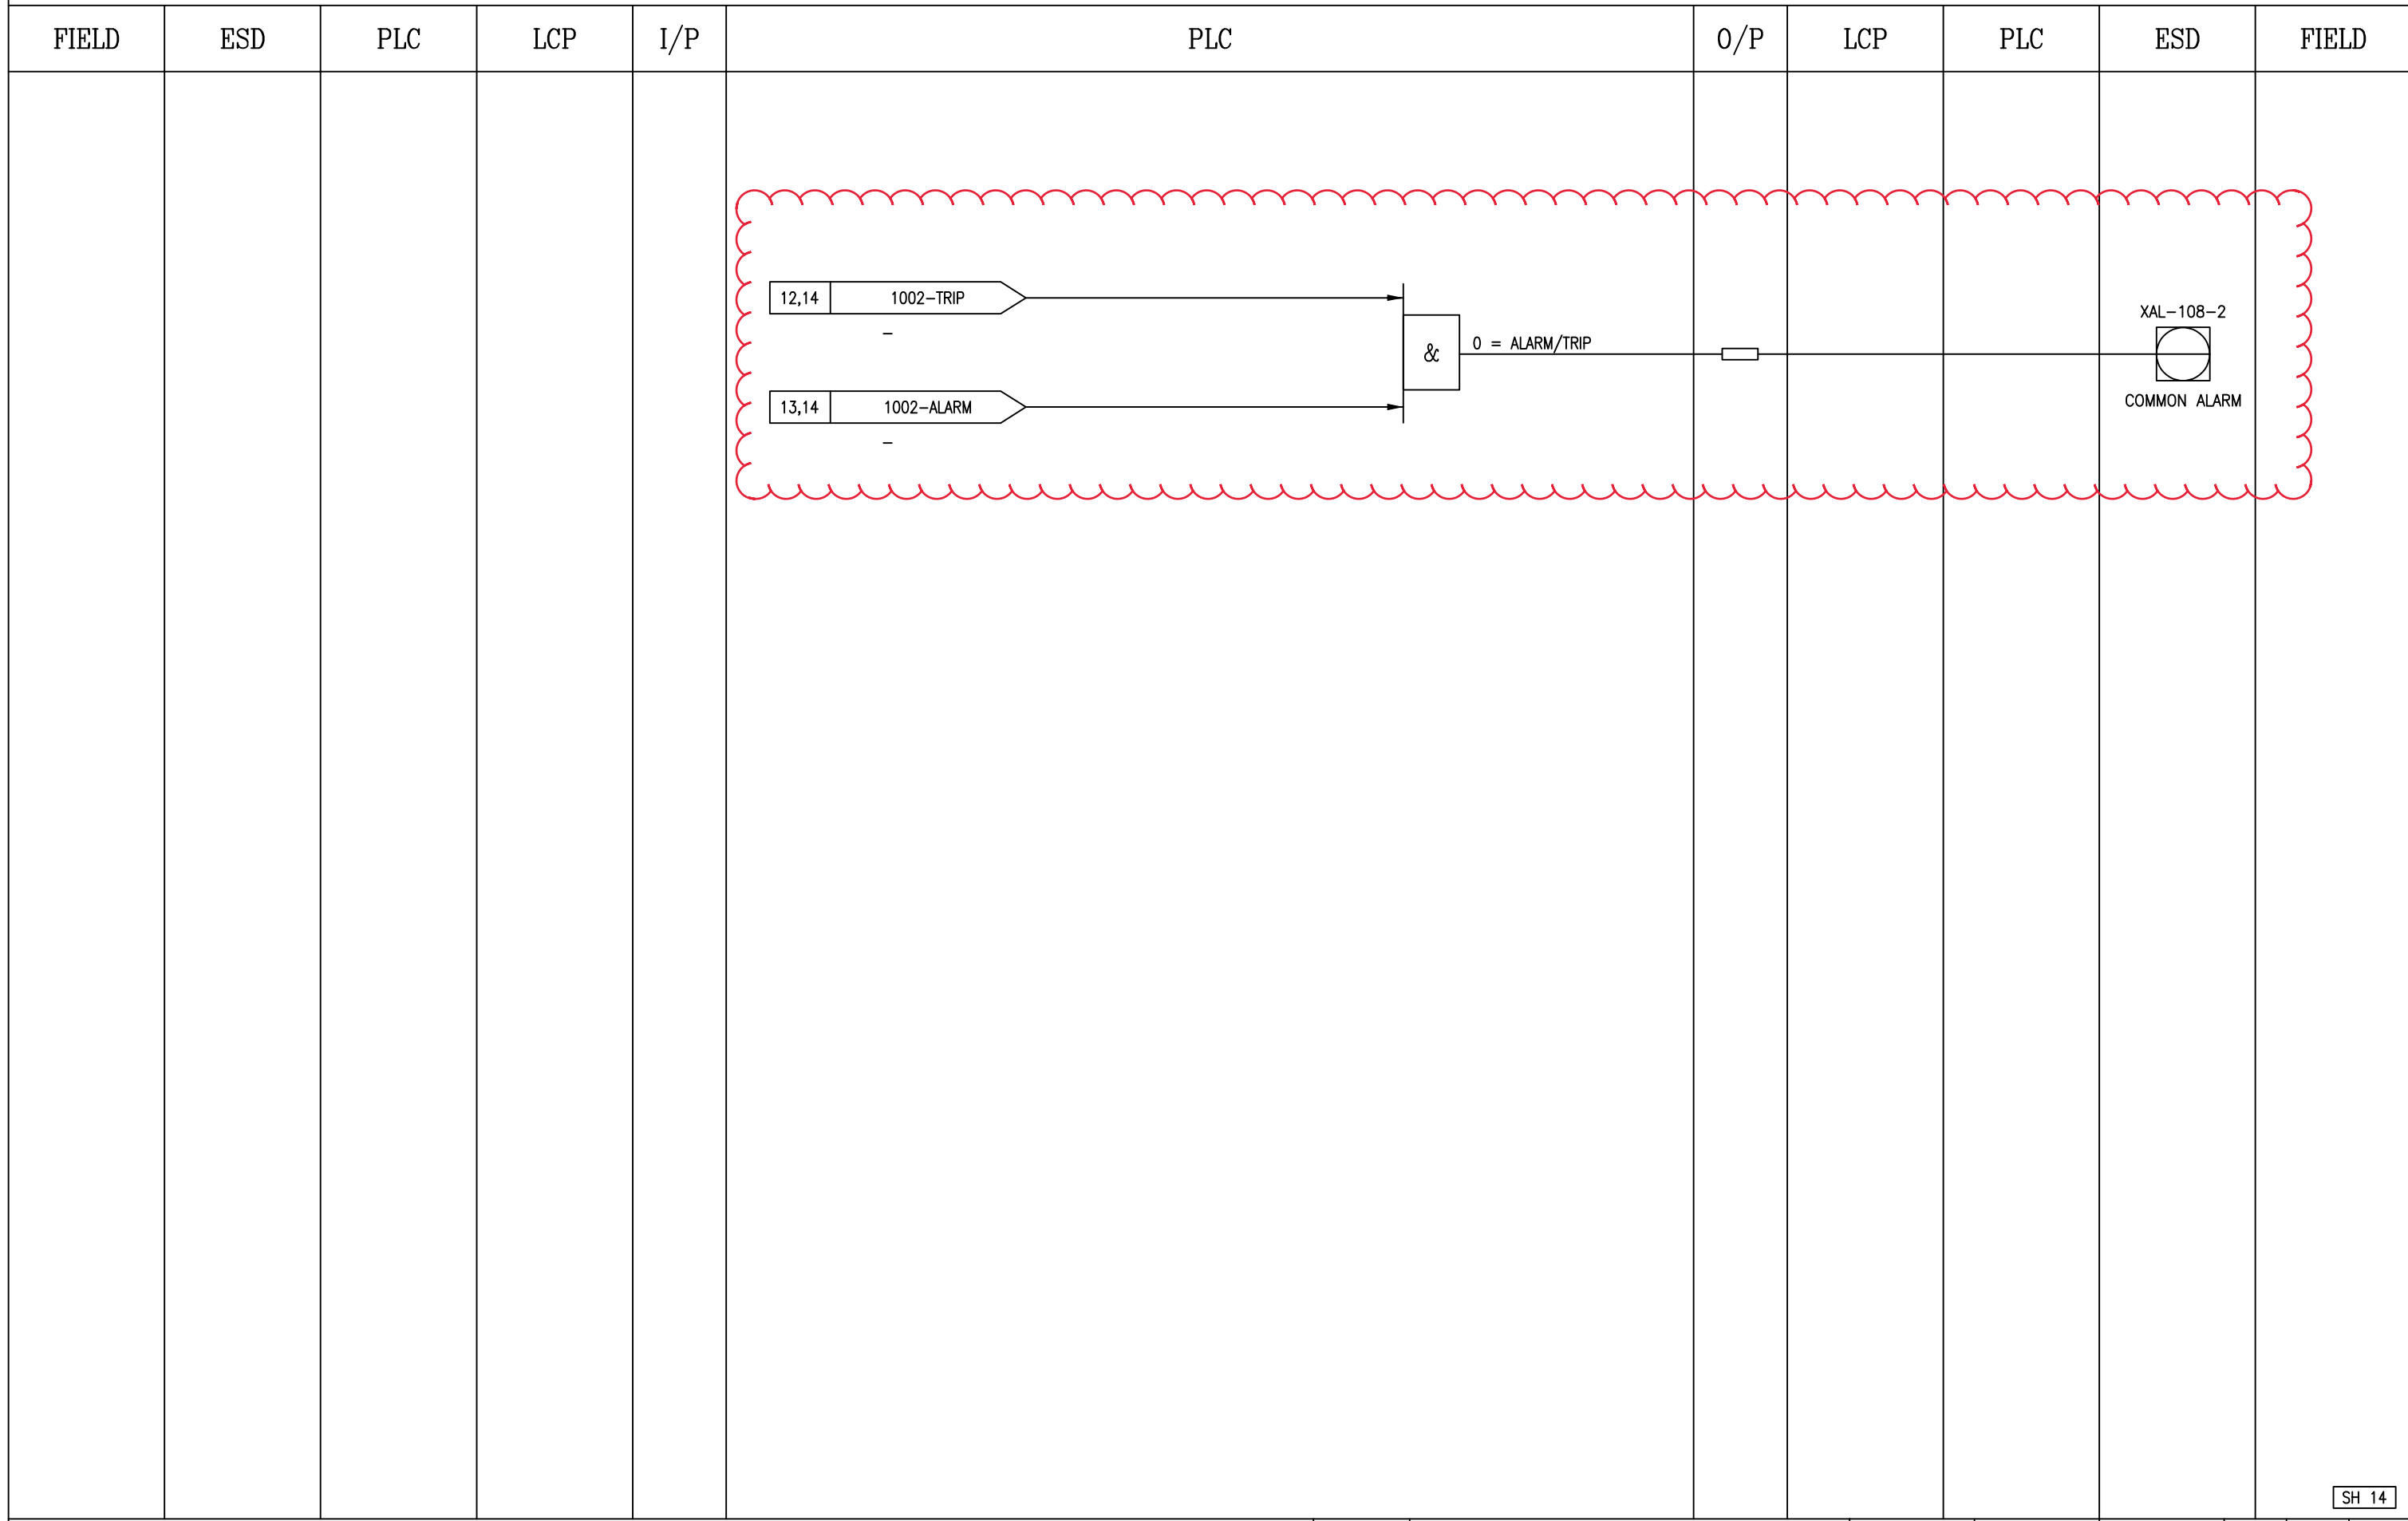 FIELD ESD PLC LCP I/P PLC O/P LCP PLC ESD FIELD
12,14 1002-TRIP
-
XAL-108-2
& 0 = ALARM/TRIP
13,14 1002-ALARM
-
COMMON ALARM
SH 14